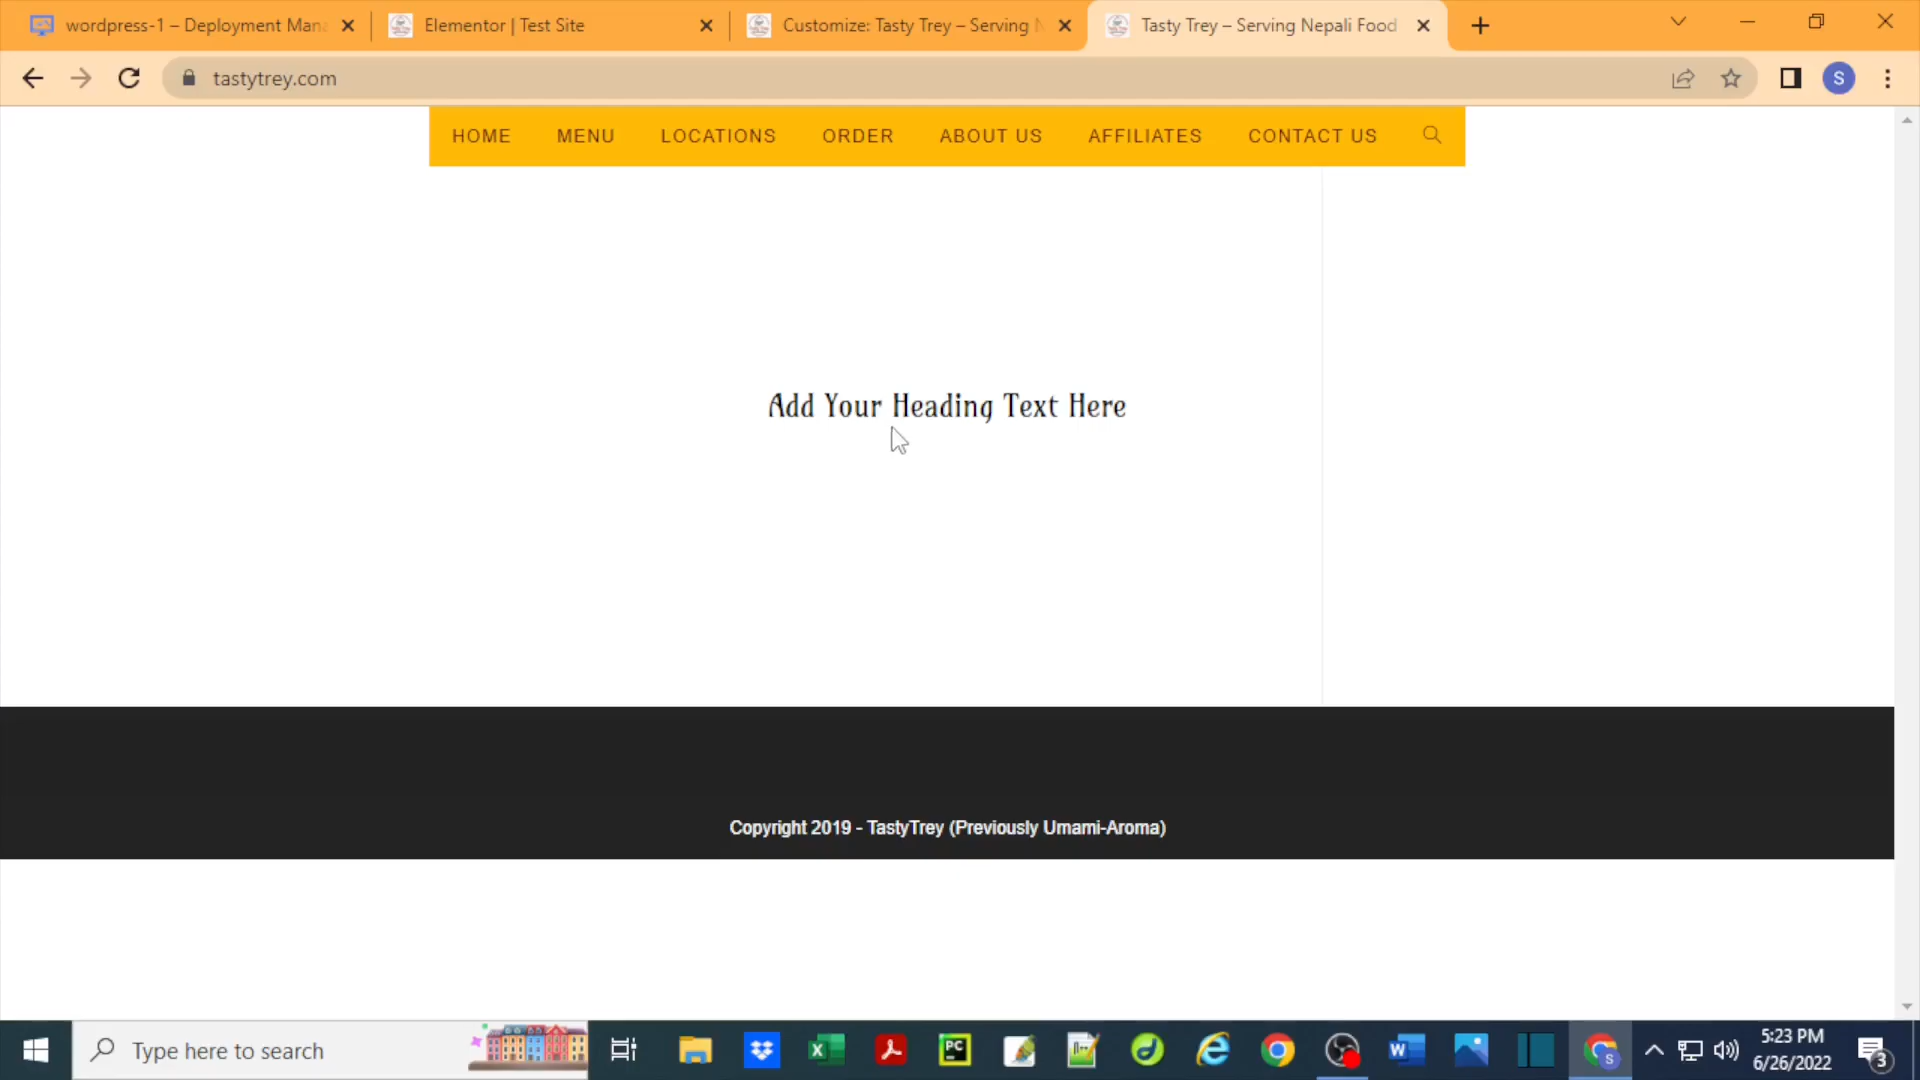 wordpress-1 – Deployment Mana
Elementor | Test Site
Customize: Tasty Trey – Serving N
Tasty Trey – Serving Nepali Food
tastytrey.com
S
HOME MENU LOCATIONS ORDER ABOUT US AFFILIATES CONTACT US
Add Your Heading Text Here
Copyright 2019 - TastyTrey (Previously Umami-Aroma)
Type here to search
PC
S
5:23 PM
6/26/2022
3